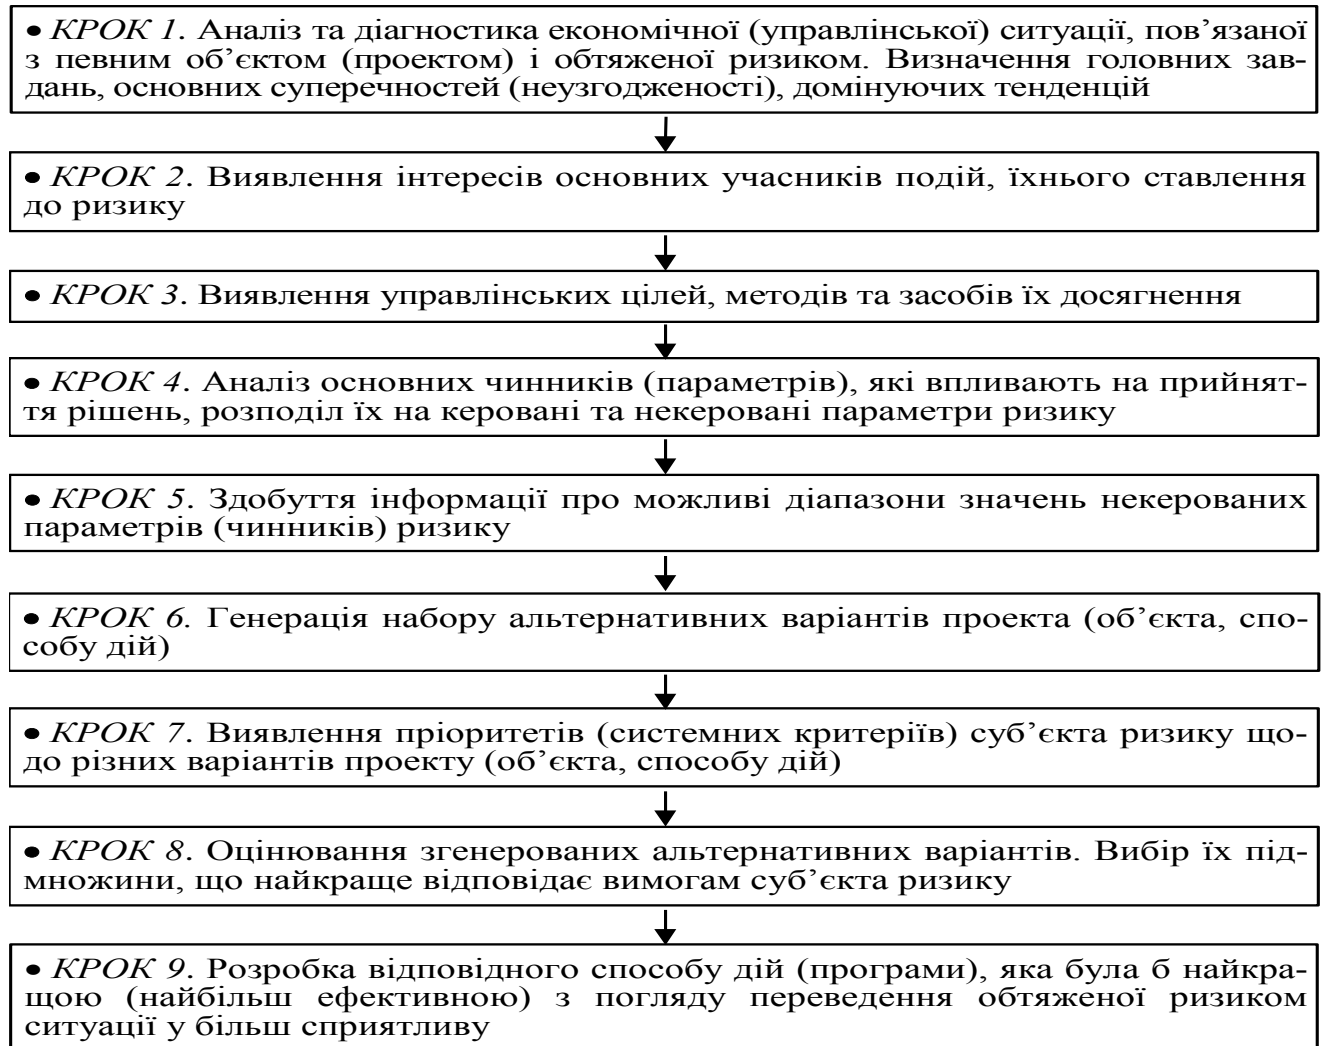 • КРОК 1. Аналіз та діагностика економічної (управлінської) ситуації, пов’язаної
з певним об’єктом (проектом) і обтяженої ризиком. Визначення головних зав-
дань, основних суперечностей (неузгодженості), домінуючих тенденцій
• КРОК 2. Виявлення інтересів основних учасників подій, їхнього ставлення
до ризику
• КРОК 3. Виявлення управлінських цілей, методів та засобів їх досягнення
• КРОК 4. Аналіз основних чинників (параметрів), які впливають на прийнят-
тя рішень, розподіл їх на керовані та некеровані параметри ризику
• КРОК 5. Здобуття інформації про можливі діапазони значень некерованих
параметрів (чинників) ризику
• КРОК 6. Генерація набору альтернативних варіантів проекта (об’єкта, спо-
собу дій)
• КРОК 7. Виявлення пріоритетів (системних критеріїв) суб’єкта ризику що-
до різних варіантів проекту (об’єкта, способу дій)
• КРОК 8. Оцінювання згенерованих альтернативних варіантів. Вибір їх під-
множини, що найкраще відповідає вимогам суб’єкта ризику
• КРОК 9. Розробка відповідного способу дій (програми), яка була б найкра-
щою (найбільш ефективною) з погляду переведення обтяженої ризиком
ситуації у більш сприятливу